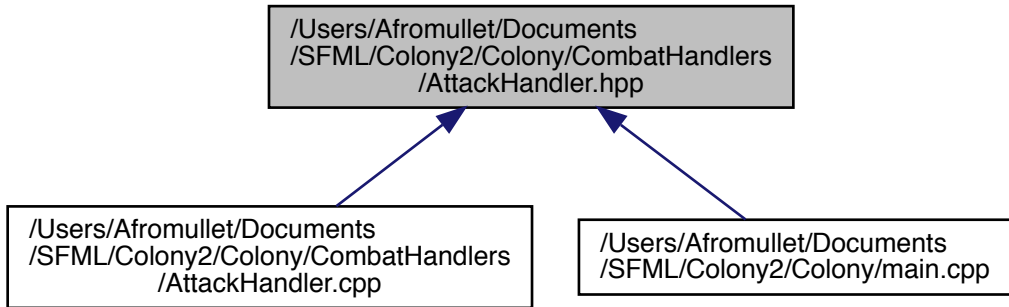 /Users/Afromullet/Documents
/SFML/Colony2/Colony/CombatHandlers
/AttackHandler.hpp
/Users/Afromullet/Documents
/SFML/Colony2/Colony/CombatHandlers
/AttackHandler.cpp
/Users/Afromullet/Documents
/SFML/Colony2/Colony/main.cpp